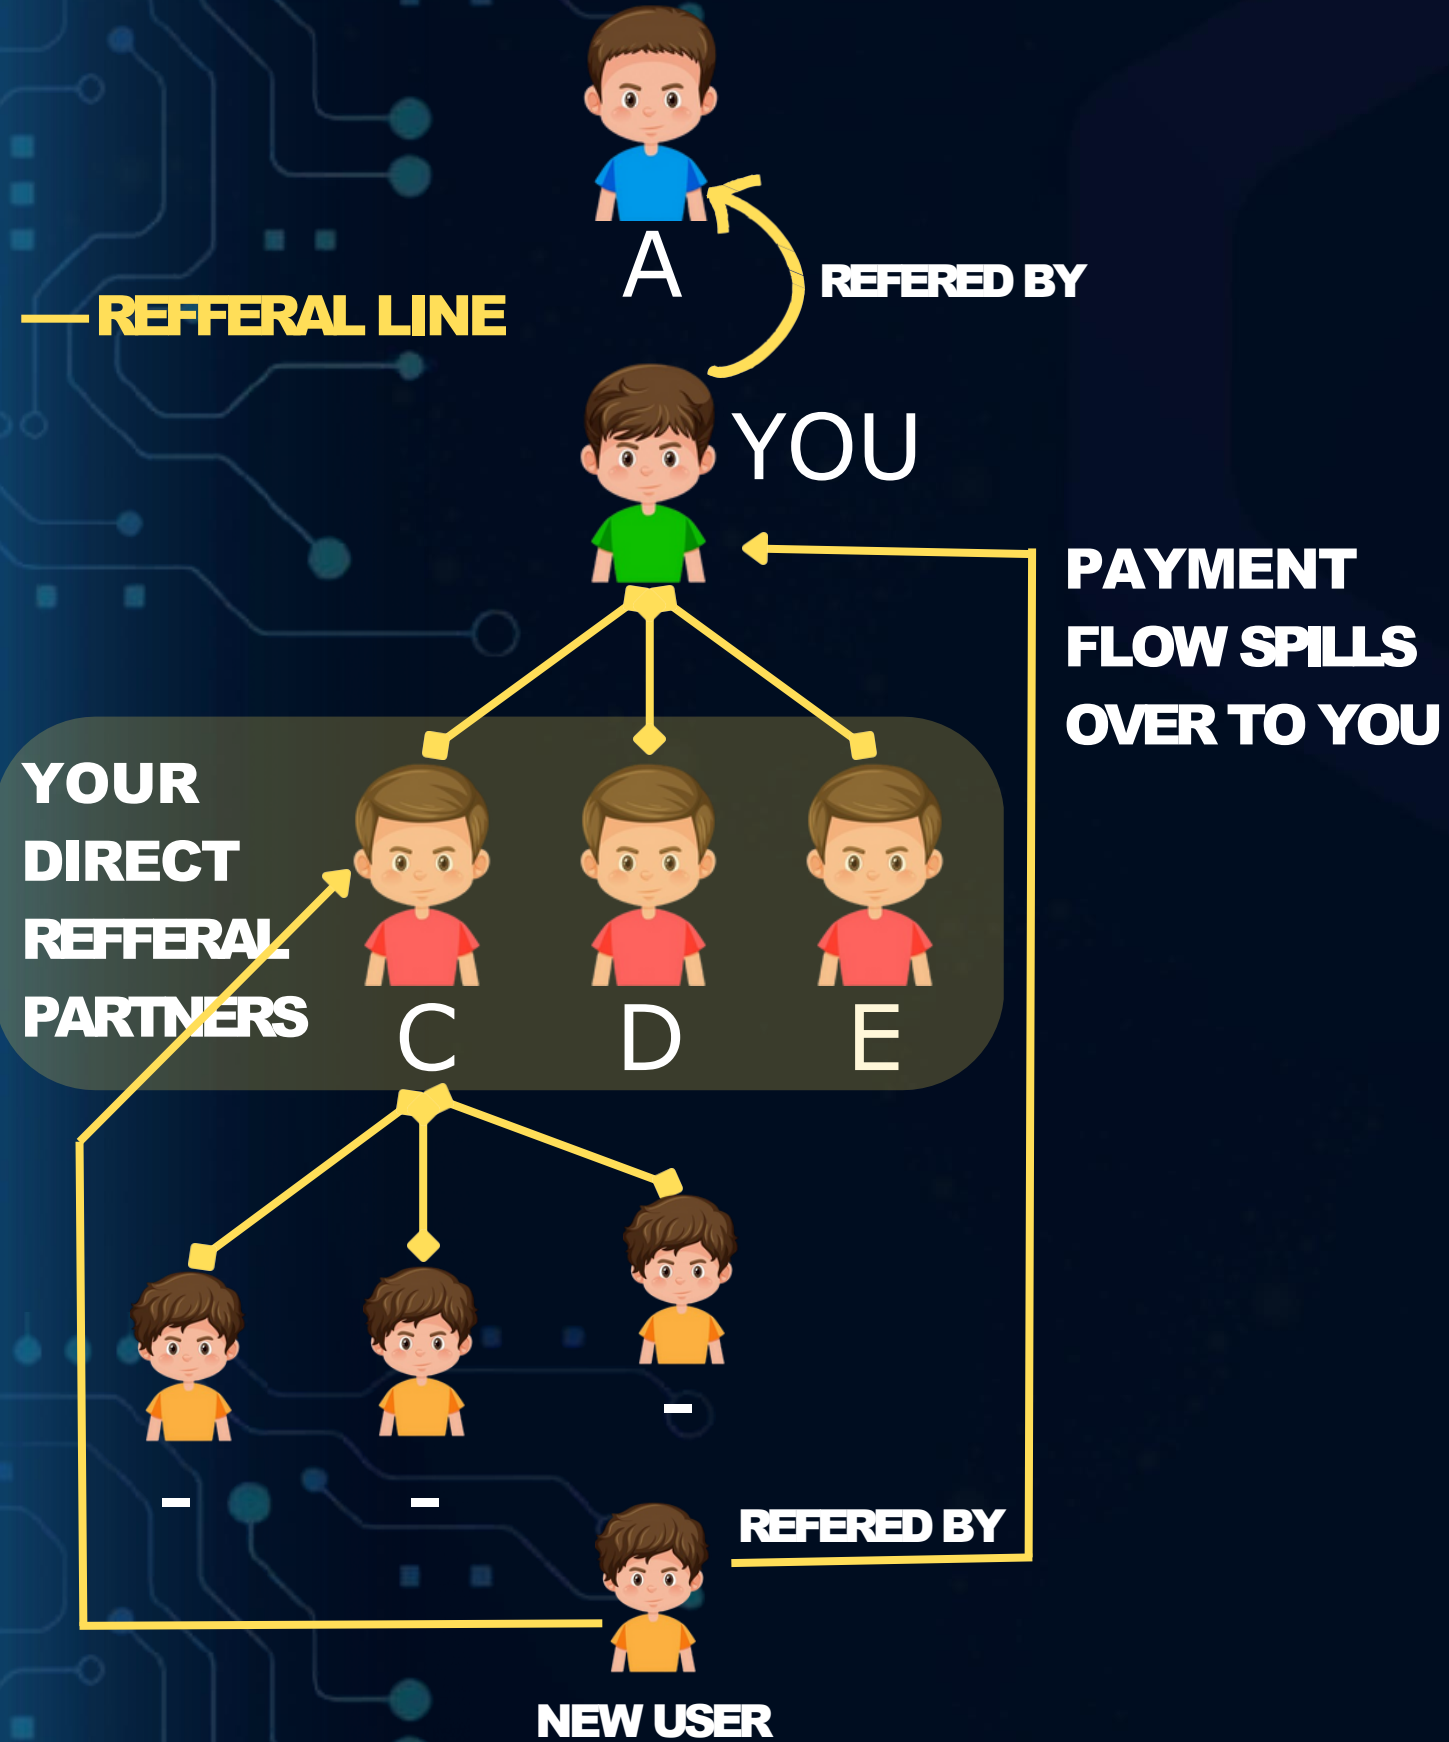 A
REFERED BY
REFFERAL LINE
YOU
PAYMENT
FLOW SPILLS
OVER TO YOU
YOUR
DIRECT
REFFERAL
PARTNERS
C
D
E
-
-
-
REFERED BY
NEW USER